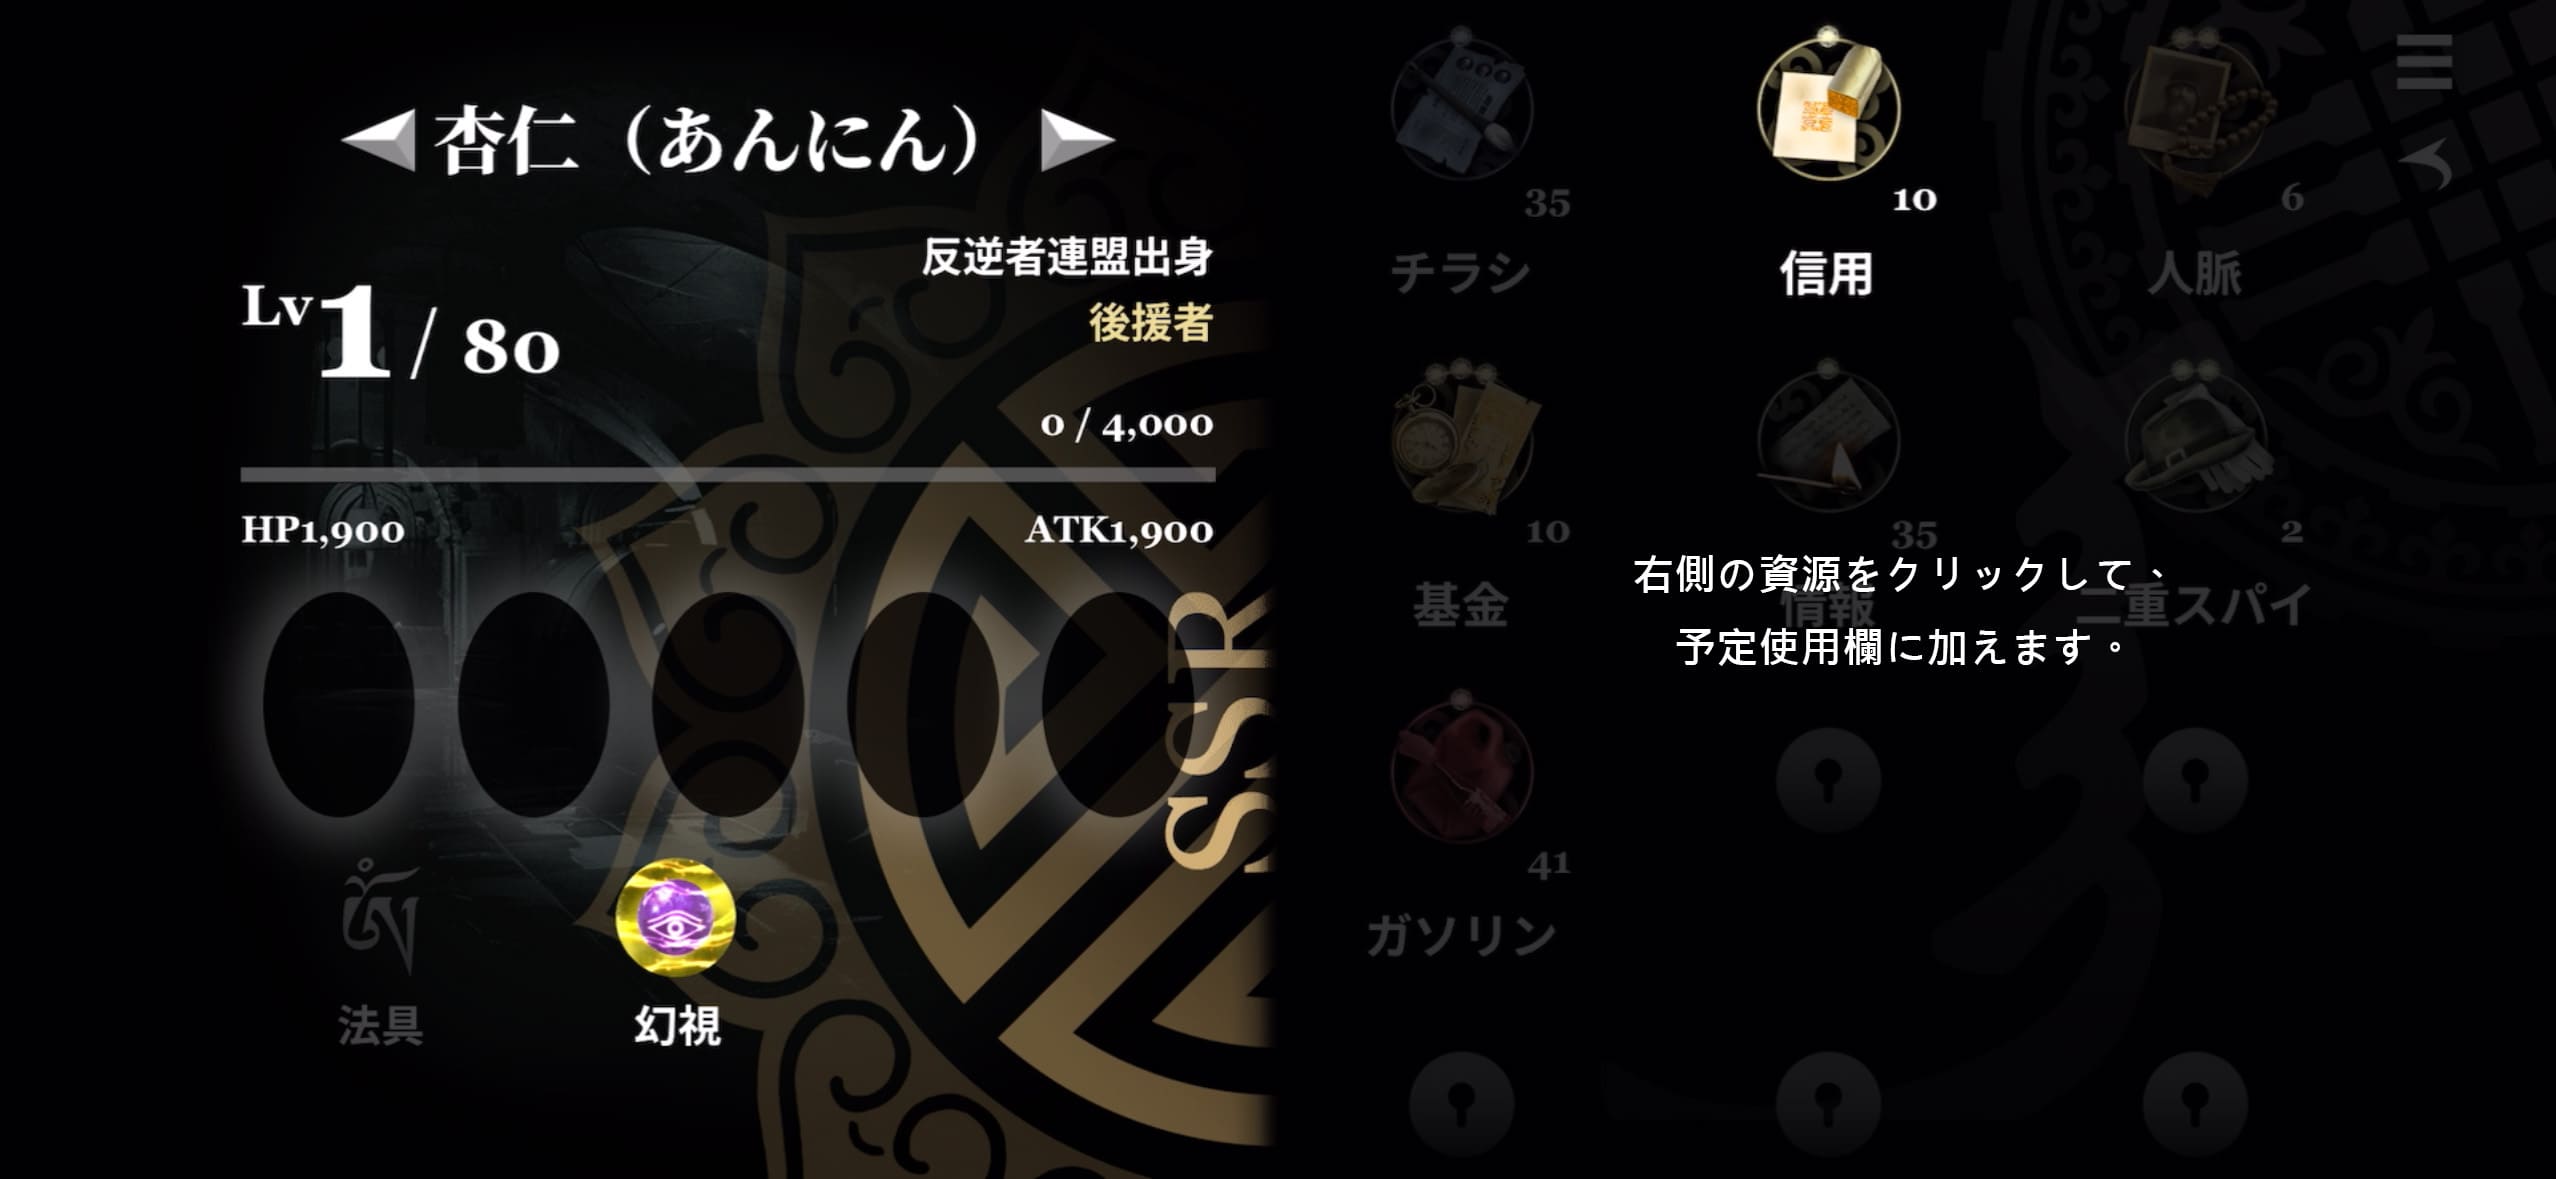 杏仁（あんにん）
反逆者連盟出身
Lv1 / 80
後援者
0 / 4,000
HP1,900
ATK1,900
SSR
法具
幻視
35
10
6
チラシ
信用
人脈
10
35
2
基金
情報
二重スパイ
右側の資源をクリックして、
予定使用欄に加えます。
41
ガソリン